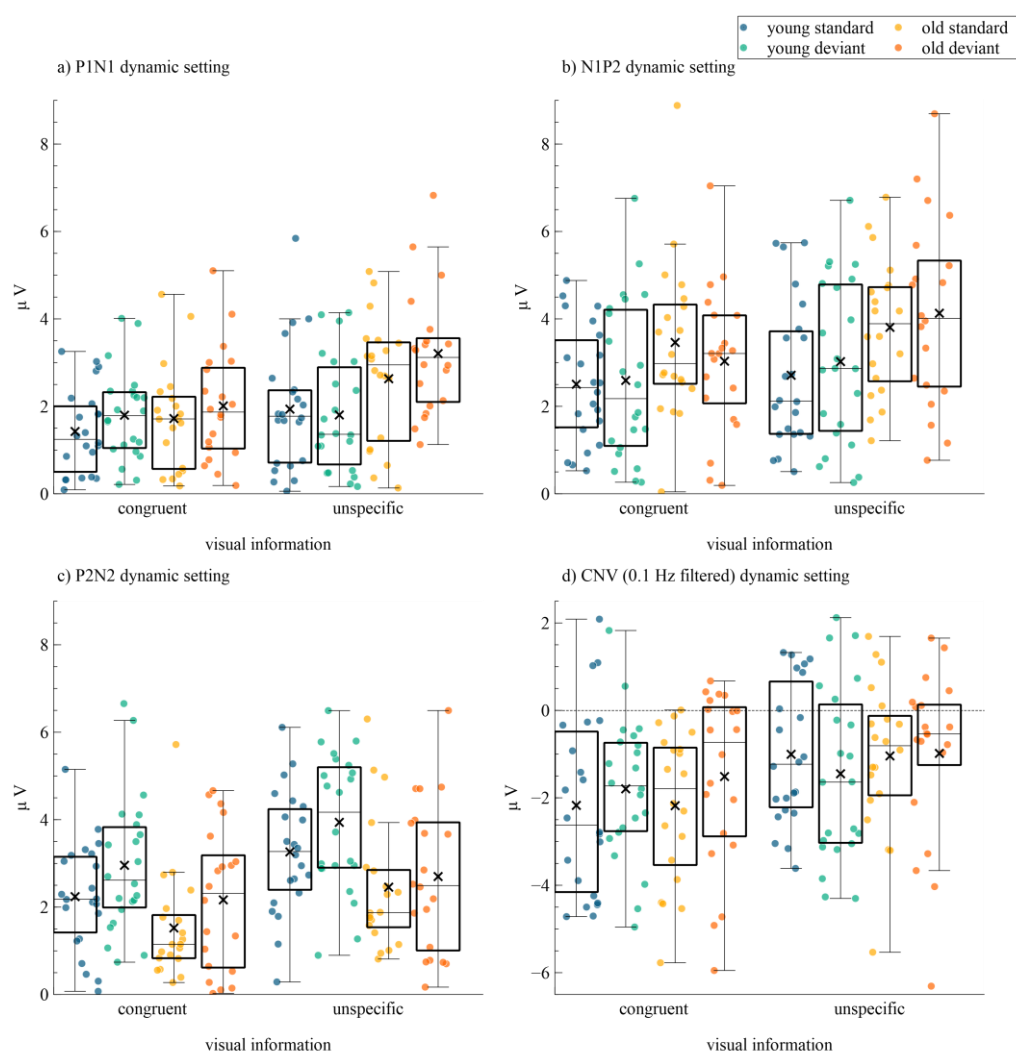 young standard
old standard
young deviant
old deviant
a) P1N1 dynamic setting
b) N1P2 dynamic setting
8
6
4
2
0
μ V
congruent
unspecific
visual information
8
6
4
2
0
μ V
congruent
unspecific
visual information
c) P2N2 dynamic setting
d) CNV (0.1 Hz filtered) dynamic setting
8
6
4
2
0
μ V
congruent
unspecific
visual information
2
0
−2
−4
−6
μ V
congruent
unspecific
visual information